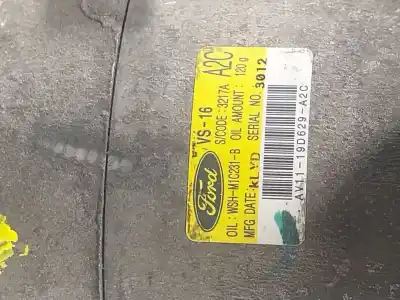 Ford
VS-16 A2C
S/CODE: 3217A
OIL: WSH-M1C231-B OIL AMOUNT: 120 g
MFG DATE: KLYD SERIAL NO. 3012
AV11-19D629-A2C